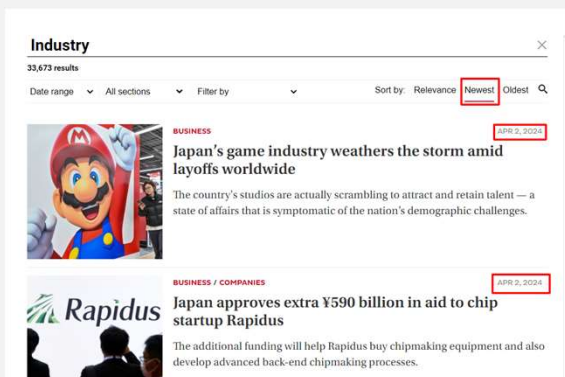 Industry
33,673 results
Date range All sections Filter by Sort by: Relevance Newest Oldest
BUSINESS APR 2, 2024
Japan's game industry weathers the storm amid
layoffs worldwide
The country's studios are actually scrambling to attract and retain talent — a
state of affairs that is symptomatic of the nation's demographic challenges.
M
BUSINESS / COMPANIES APR 2, 2024
Japan approves extra ¥590 billion in aid to chip
startup Rapidus
The additional funding will help Rapidus buy chipmaking equipment and also
develop advanced back-end chipmaking processes.
Rapidus